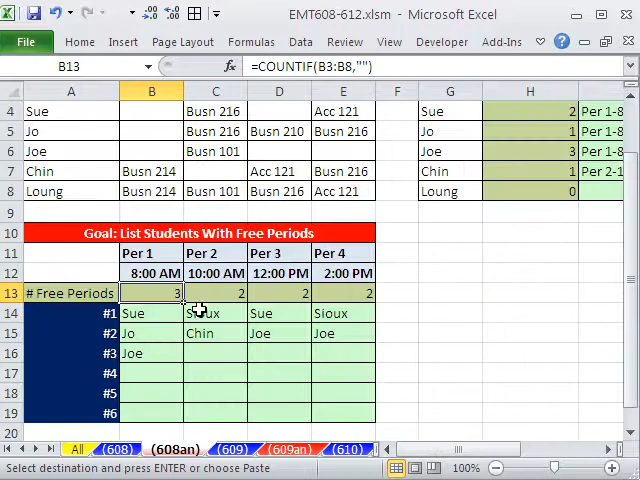 EMT608-612.xlsm - Microsoft Excel
File Home Insert Page Layout Formulas Data Review View Developer Add-Ins
B13 fx =COUNTIF(B3:B8,"")
A B C D E F G H
4 Sue Busn 216 Acc 121 Sue 2 Per 1-8
5 Jo Busn 216 Busn 210 Busn 216 Jo 1 Per 1-8
6 Joe Busn 101 Joe 3 Per 1-8
7 Chin Busn 214 Acc 121 Busn 216 Chin 1 Per 2-1
8 Loung Busn 214 Busn 101 Busn 216 Acc 121 Loung 0
9
10 Goal: List Students With Free Periods
11 Per 1 Per 2 Per 3 Per 4
12 8:00 AM 10:00 AM 12:00 PM 2:00 PM
13 # Free Periods 3 2 2 2
14 #1 Sue Sioux Sue Sioux
15 #2 Jo Chin Joe Joe
16 #3 Joe
17 #4
18 #5
19 #6
20
All (608) (608an) (609) (609an) (610)
Select destination and press ENTER or choose Paste 100%